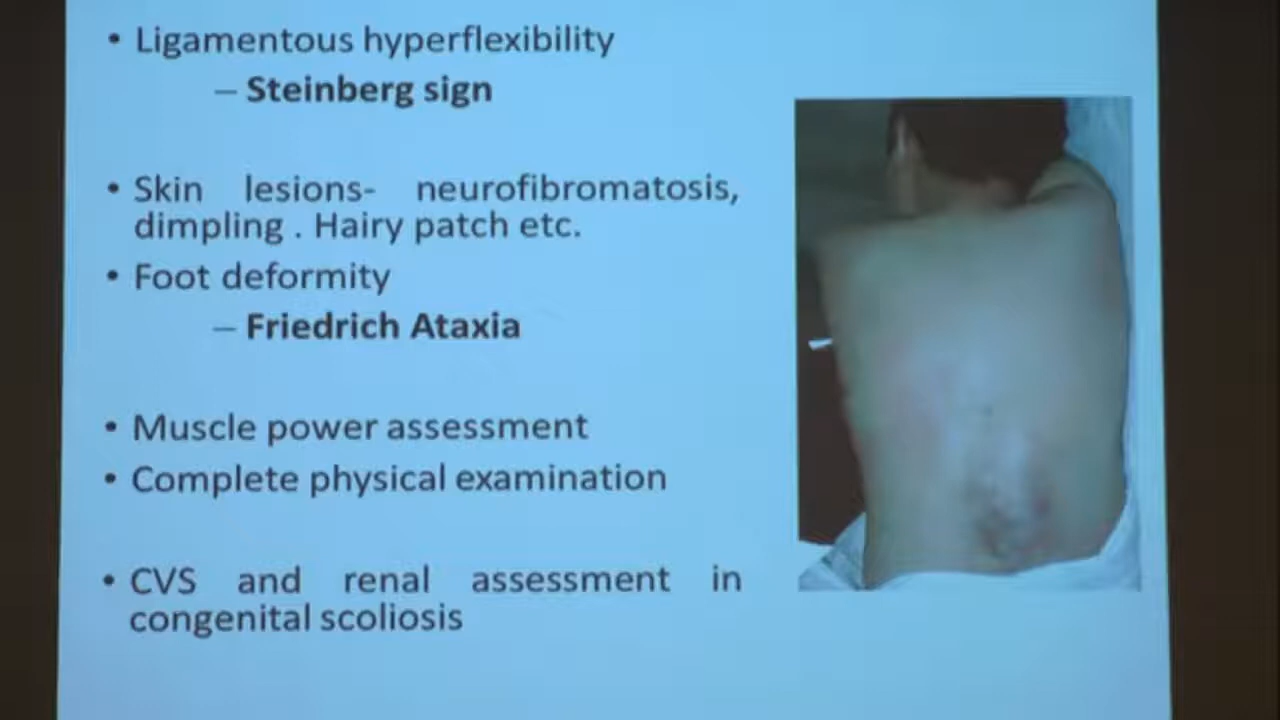 • Ligamentous hyperflexibility
– Steinberg sign
• Skin lesions- neurofibromatosis,
dimpling . Hairy patch etc.
• Foot deformity
– Friedrich Ataxia
• Muscle power assessment
• Complete physical examination
• CVS and renal assessment in
congenital scoliosis